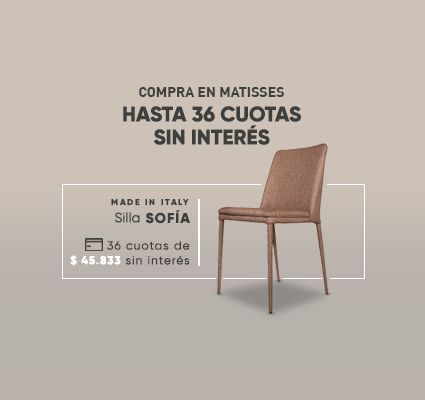 COMPRA EN MATISSES
HASTA 36 CUOTAS
SIN INTERÉS
MADE IN ITALY
Silla SOFÍA
36 cuotas de
$ 45.833 sin interés